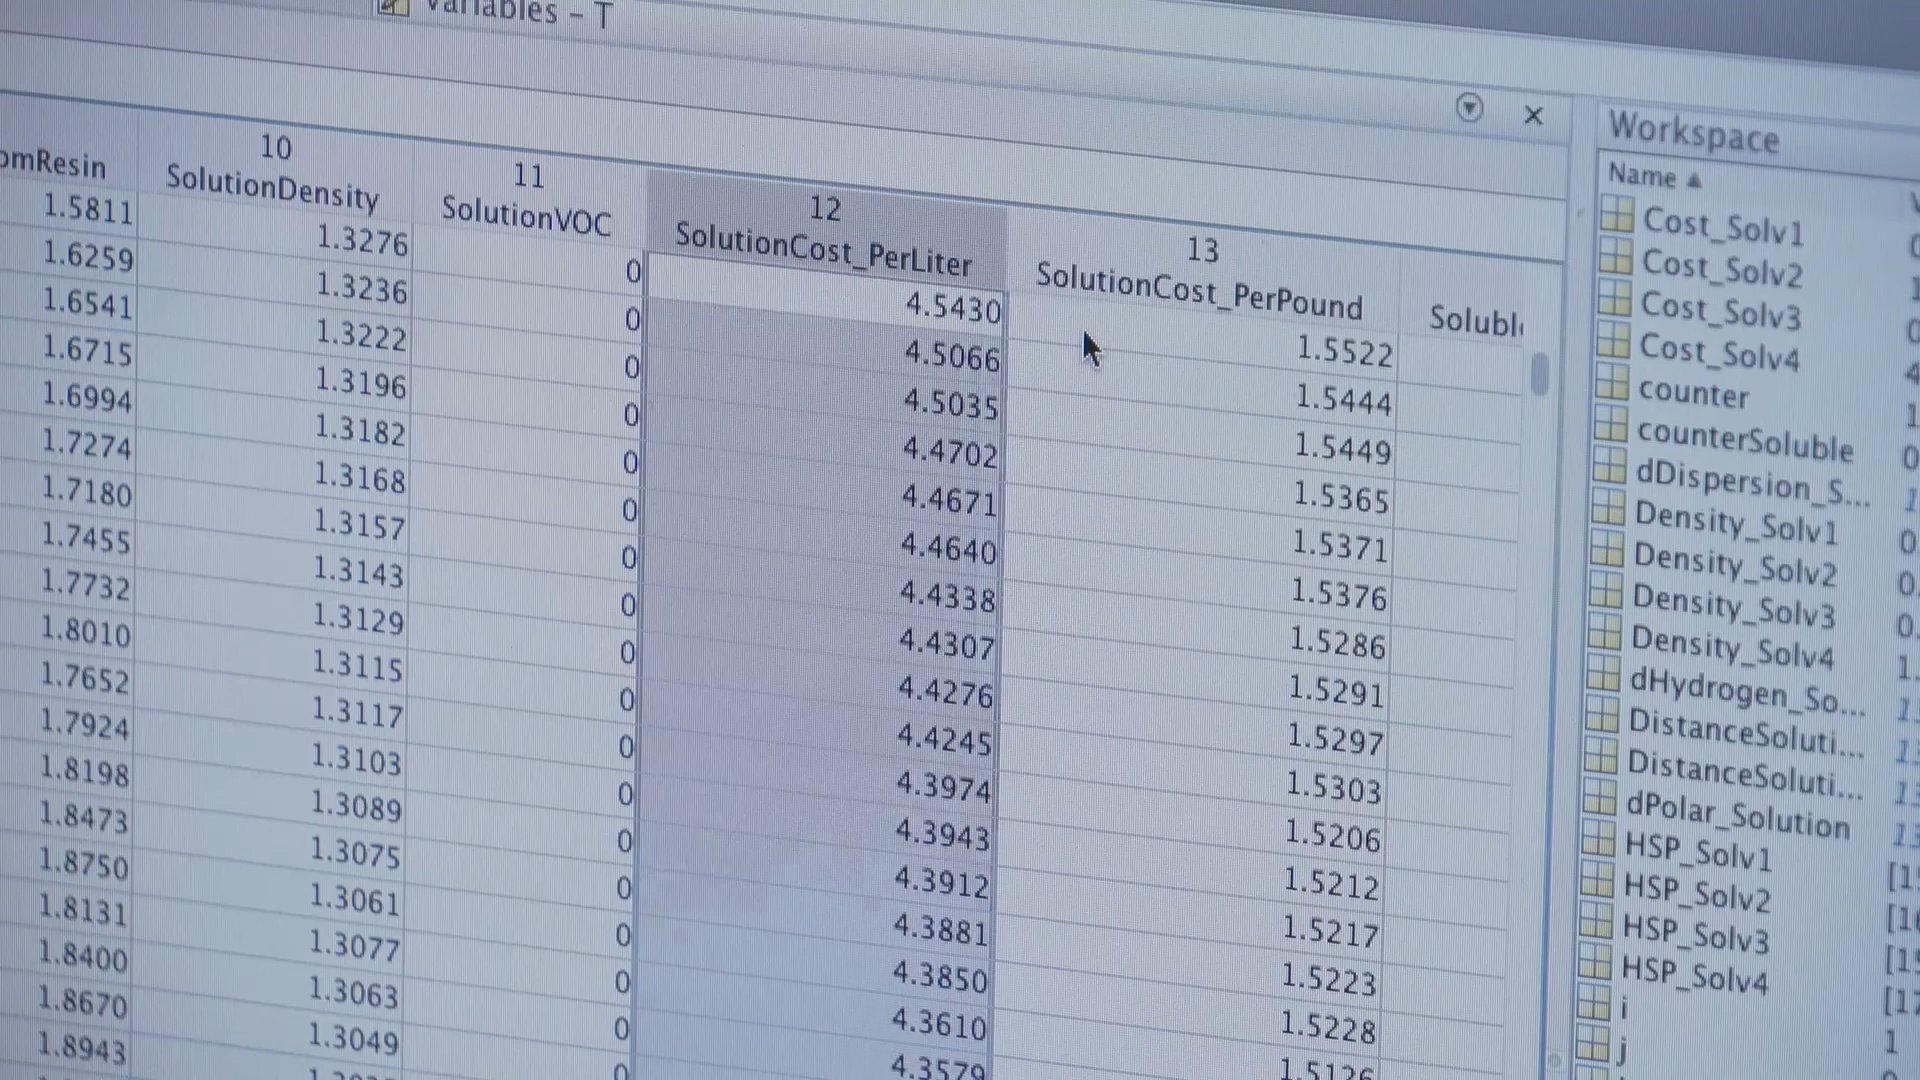 Variables - T
10
11
12
13
omResin SolutionDensity SolutionVOC SolutionCost_PerLiter SolutionCost_PerPound Soluble
1.5811 1.3276 0 4.5430 1.5522
1.6259 1.3236 0 4.5066 1.5444
1.6541 1.3222 0 4.5035 1.5449
1.6715 1.3196 0 4.4702 1.5365
1.6994 1.3182 0 4.4671 1.5371
1.7274 1.3168 0 4.4640 1.5376
1.7180 1.3157 0 4.4338 1.5286
1.7455 1.3143 0 4.4307 1.5291
1.7732 1.3129 0 4.4276 1.5297
1.8010 1.3115 0 4.4245 1.5303
1.7652 1.3117 0 4.3974 1.5206
1.7924 1.3103 0 4.3943 1.5212
1.8198 1.3089 0 4.3912 1.5217
1.8473 1.3075 0 4.3881 1.5223
1.8750 1.3061 0 4.3850 1.5228
1.8131 1.3077 0 4.3610 1.5126
1.8400 1.3063 0 4.3579
1.8670 1.3049 0
1.8943
Workspace
Name
Cost_Solv1
Cost_Solv2
Cost_Solv3
Cost_Solv4
counter
counterSoluble
dDispersion_S...
Density_Solv1
Density_Solv2
Density_Solv3
Density_Solv4
dHydrogen_So...
DistanceSoluti...
DistanceSoluti...
dPolar_Solution
HSP_Solv1
HSP_Solv2
HSP_Solv3
HSP_Solv4
i
j
1